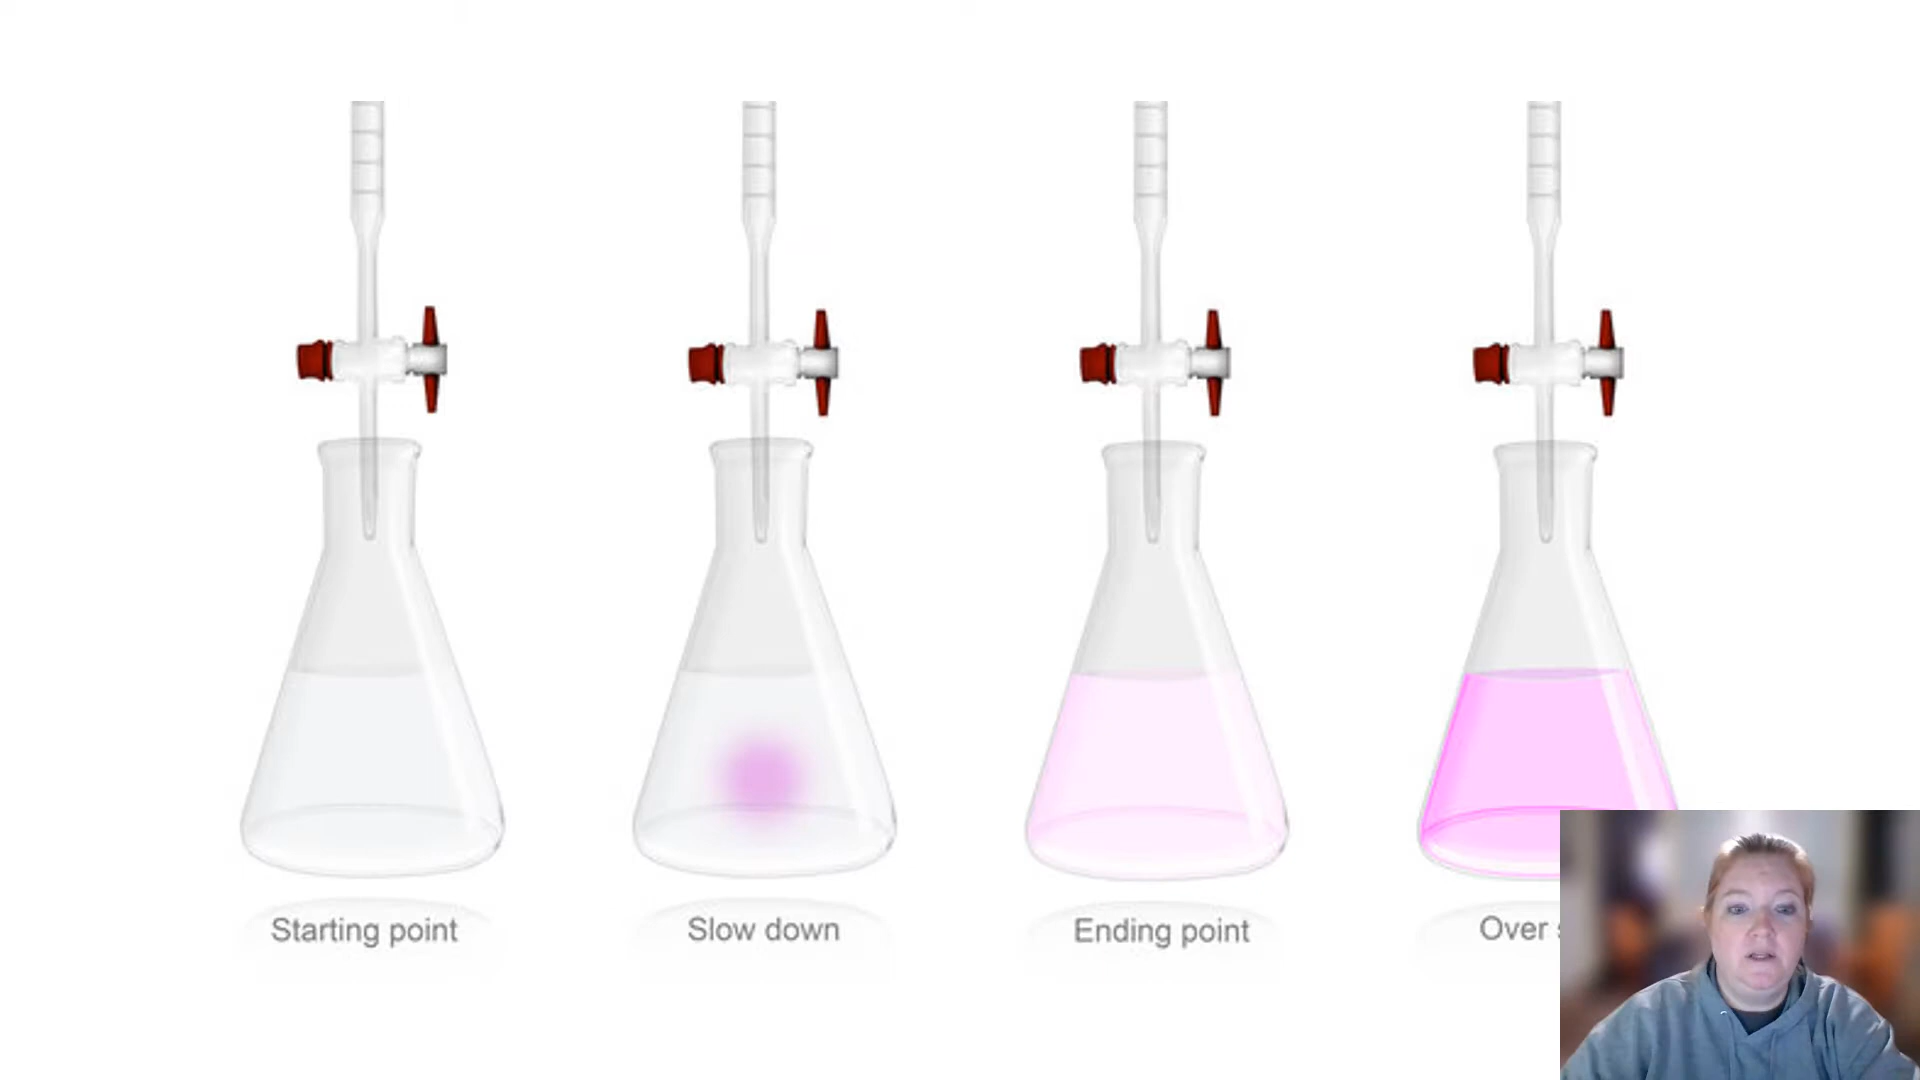 Starting point
Slow down
Ending point
Over